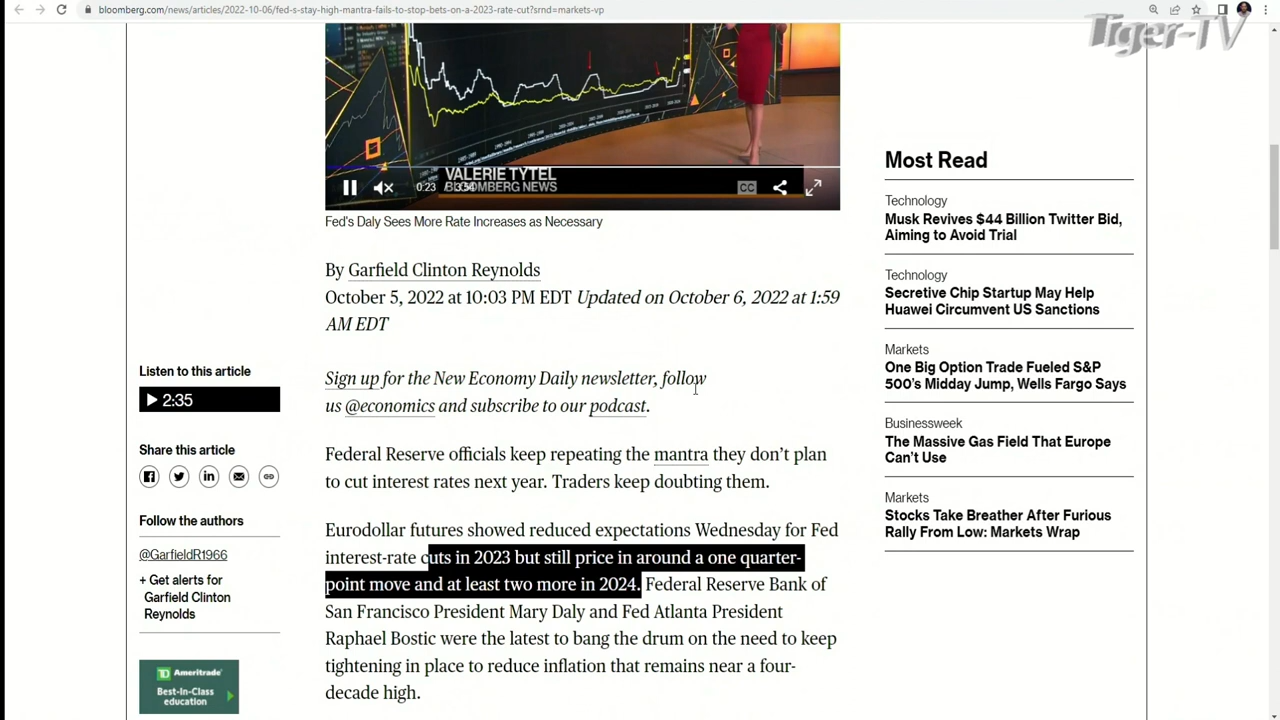 bloomberg.com/news/articles/2022-10-06/fed-s-stay-high-mantra-fails-to-stop-bets-on-a-2023-rate-cut?srnd=markets-vp
Tiger-TV
VALERIE TYTEL
BLOOMBERG NEWS
0:23 / 3:54
CC
Fed's Daly Sees More Rate Increases as Necessary
By Garfield Clinton Reynolds
October 5, 2022 at 10:03 PM EDT Updated on October 6, 2022 at 1:59
AM EDT
Listen to this article
2:35
Share this article
Follow the authors
@GarfieldR1966
+ Get alerts for
Garfield Clinton
Reynolds
TD Ameritrade
Best-In-Class
education
Sign up for the New Economy Daily newsletter, follow
us @economics and subscribe to our podcast.
Federal Reserve officials keep repeating the mantra they don’t plan
to cut interest rates next year. Traders keep doubting them.
Eurodollar futures showed reduced expectations Wednesday for Fed
interest-rate cuts in 2023 but still price in around a one quarter-
point move and at least two more in 2024. Federal Reserve Bank of
San Francisco President Mary Daly and Fed Atlanta President
Raphael Bostic were the latest to bang the drum on the need to keep
tightening in place to reduce inflation that remains near a four-
decade high.
Most Read
Technology
Musk Revives $44 Billion Twitter Bid,
Aiming to Avoid Trial
Technology
Secretive Chip Startup May Help
Huawei Circumvent US Sanctions
Markets
One Big Option Trade Fueled S&P
500’s Midday Jump, Wells Fargo Says
Businessweek
The Massive Gas Field That Europe
Can’t Use
Markets
Stocks Take Breather After Furious
Rally From Low: Markets Wrap